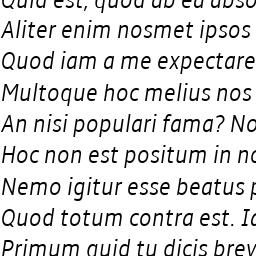 Quid est, quod ab ea abso
Aliter enim nosmet ipsos
Quod iam a me expectare
Multoque hoc melius nos
An nisi populari fama? No
Hoc non est positum in no
Nemo igitur esse beatus p
Quod totum contra est. Id
Primum quid tu dicis brev